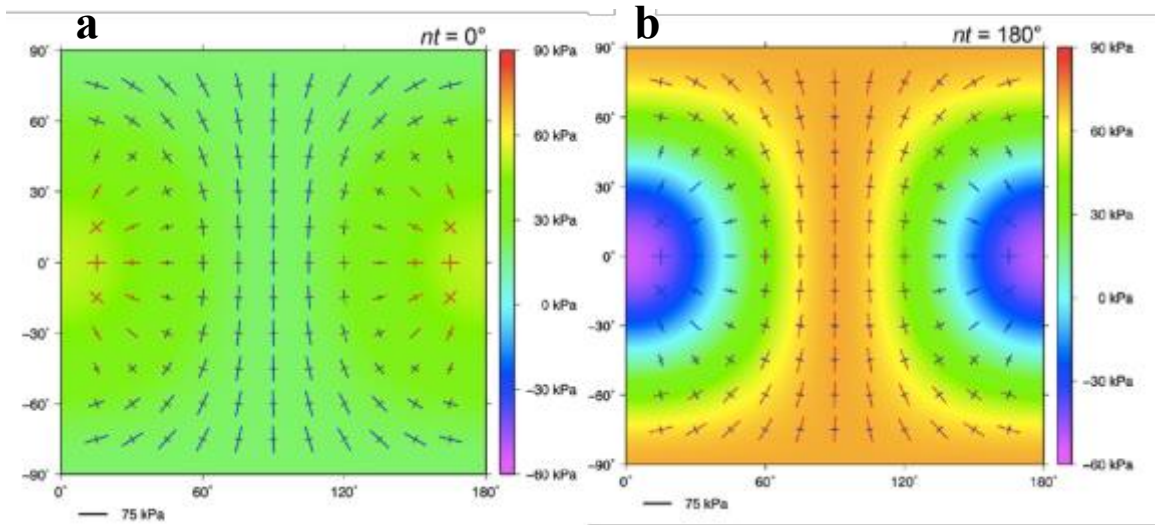 a
nt = 0°
90˚
60˚
30˚
0˚
−30˚
−60˚
−90˚
0˚ 60˚ 120˚ 180˚
75 kPa
90 kPa
60 kPa
30 kPa
0 kPa
−30 kPa
−60 kPa
b
nt = 180°
90˚
60˚
30˚
0˚
−30˚
−60˚
−90˚
0˚ 60˚ 120˚ 180˚
75 kPa
90 kPa
60 kPa
30 kPa
0 kPa
−30 kPa
−60 kPa